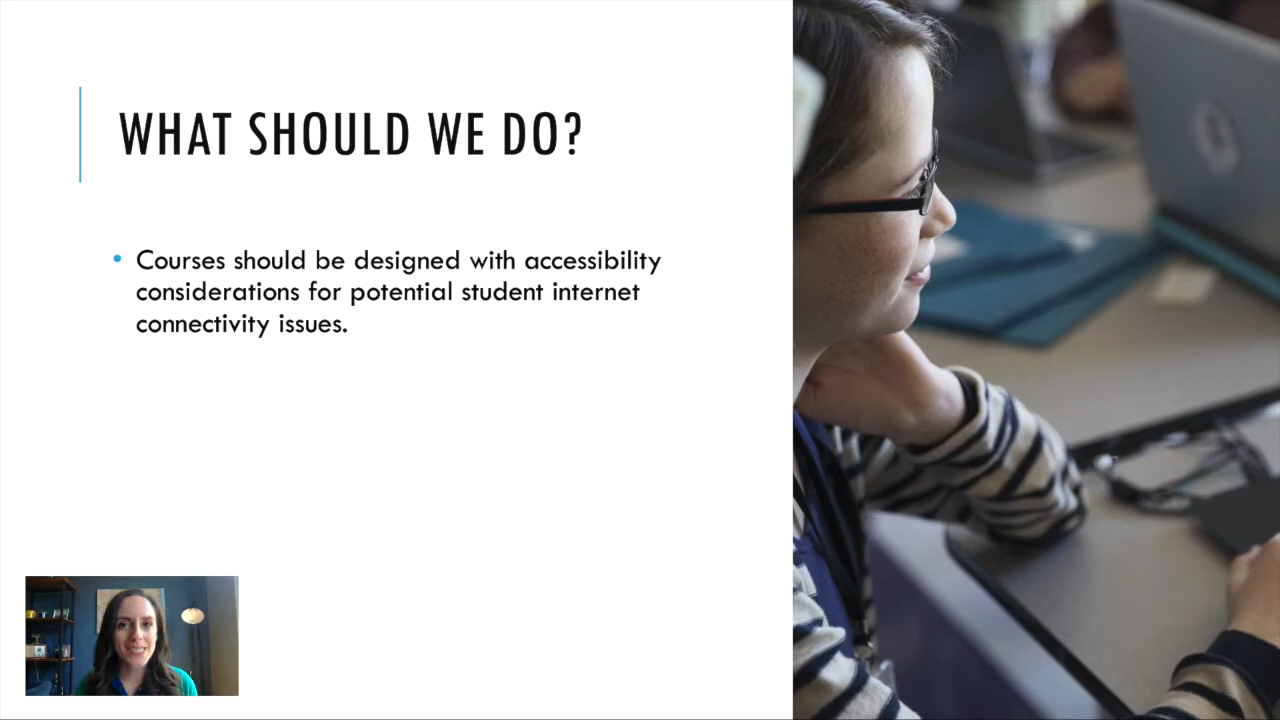 WHAT SHOULD WE DO?
• Courses should be designed with accessibility
considerations for potential student internet
connectivity issues.